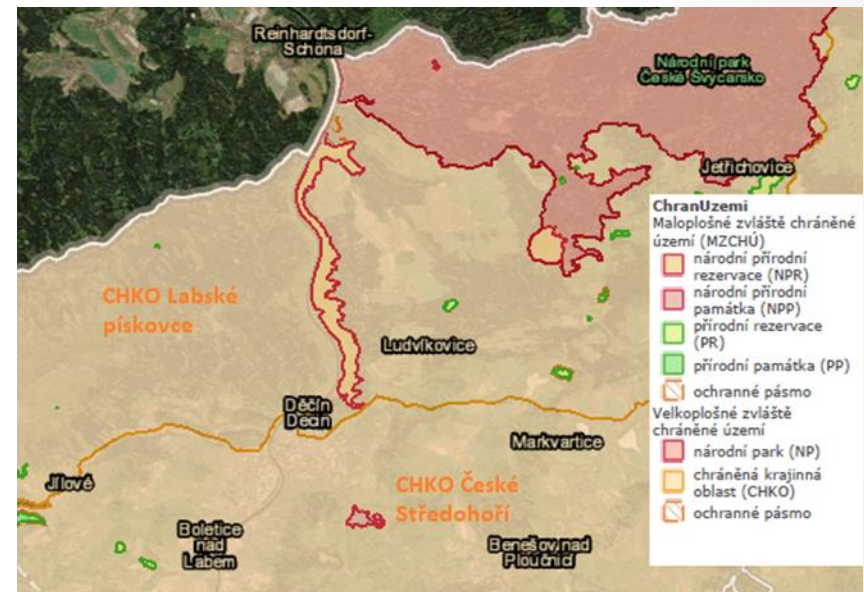 Reinhardtsdorf-
Schöna
Národní park
České Švýcarsko
Jetřichovice
CHKO Labské
pískovce
Ludvíkovice
Děčín
Děčín
Markvartice
Jílové
CHKO České
Středohoří
Boletice
nad
Labem
Benešov nad
Ploučnicí
ChranUzemi
Maloplošné zvláště chráněné
území (MZCHÚ)
národní přírodní
rezervace (NPR)
národní přírodní
památka (NPP)
přírodní rezervace
(PR)
přírodní památka (PP)
ochranné pásmo
Velkoplošné zvláště
chráněné území
národní park (NP)
chráněná krajinná
oblast (CHKO)
ochranné pásmo